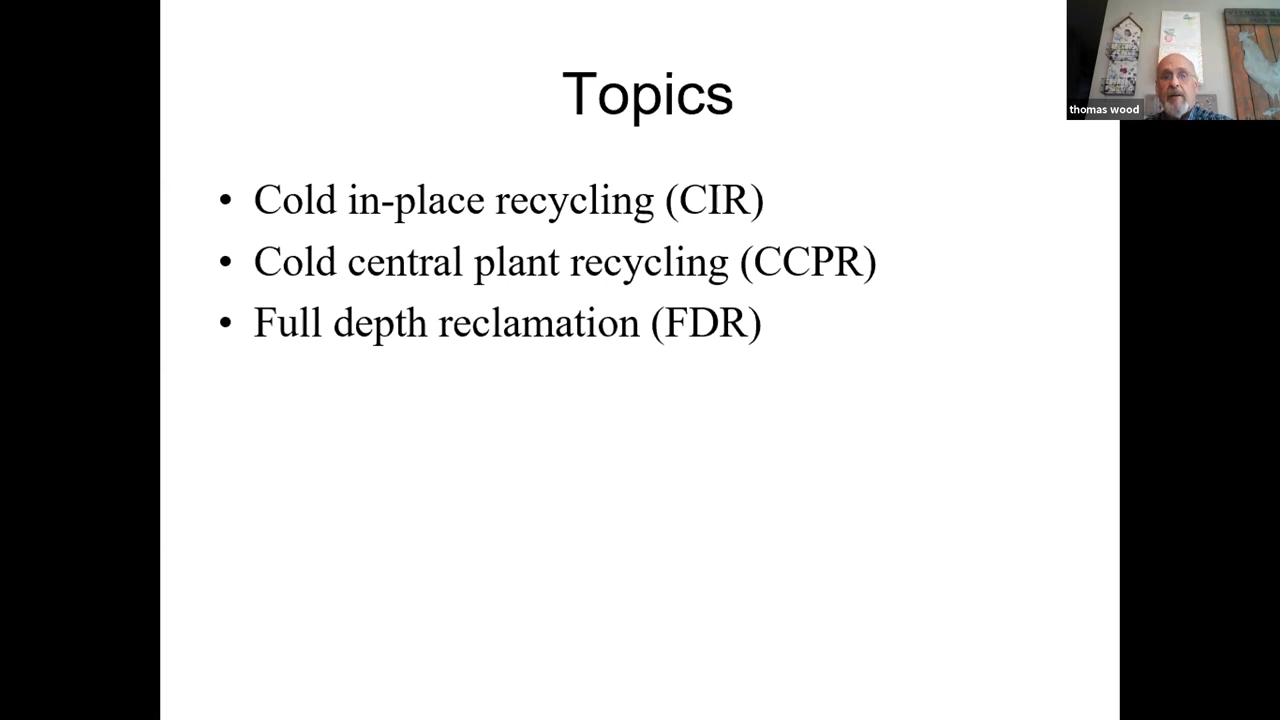 Topics
• Cold in-place recycling (CIR)
• Cold central plant recycling (CCPR)
• Full depth reclamation (FDR)
thomas wood